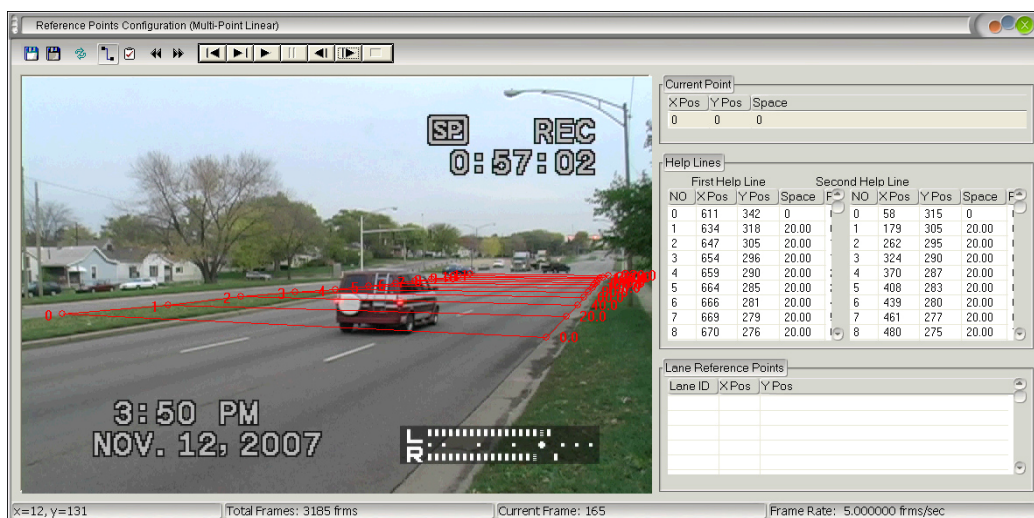 Reference Points Configuration (Multi-Point Linear)
SP REC
0:57:02
0 1 2 3 4 5
0.0
20.0
3:50 PM
NOV. 12, 2007
L
R
Current Point
X Pos Y Pos Space
0 0 0
Help Lines
First Help Line Second Help Line
NO X Pos Y Pos Space F NO X Pos Y Pos Space F
0 611 342 0 0 58 315 0
1 634 318 20.00 1 179 305 20.00
2 647 305 20.00 2 262 295 20.00
3 654 296 20.00 3 324 290 20.00
4 659 290 20.00 4 370 287 20.00
5 664 285 20.00 5 408 283 20.00
6 666 281 20.00 6 439 280 20.00
7 669 279 20.00 7 461 277 20.00
8 670 276 20.00 8 480 275 20.00
Lane Reference Points
Lane ID X Pos Y Pos
x=12, y=131 Total Frames: 3185 frms Current Frame: 165 Frame Rate: 5.000000 frms/sec